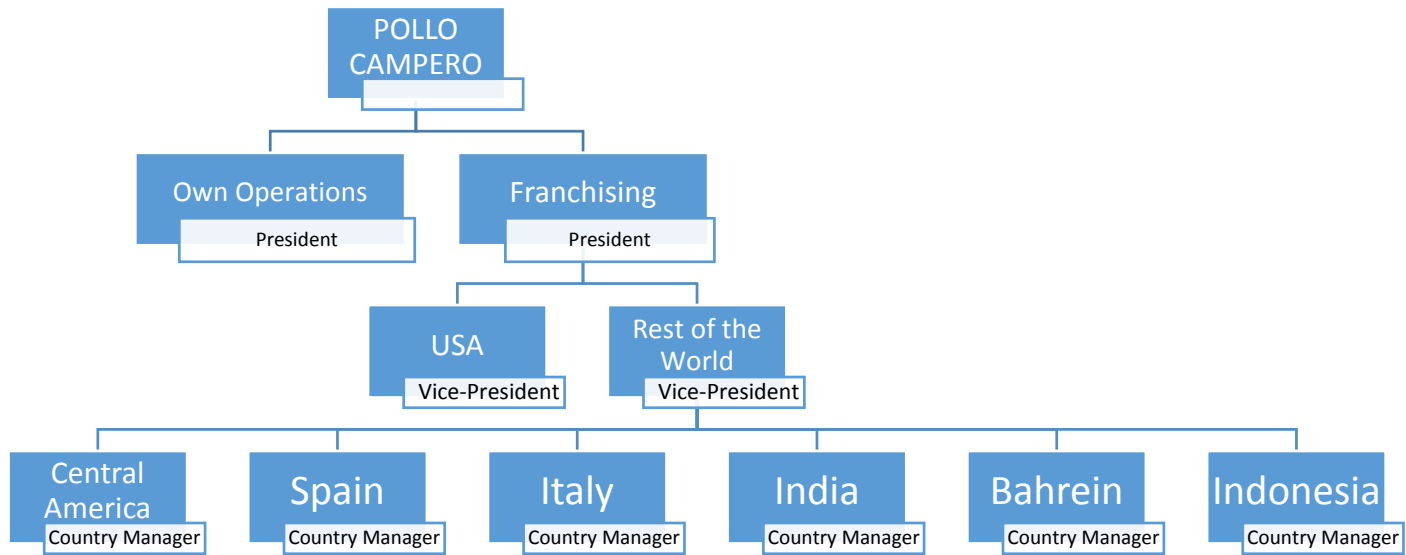 POLLO
CAMPERO
Own Operations
President
Franchising
President
USA
Vice-President
Rest of the
World
Vice-President
Central
America
Country Manager
Spain
Country Manager
Italy
Country Manager
India
Country Manager
Bahrein
Country Manager
Indonesia
Country Manager